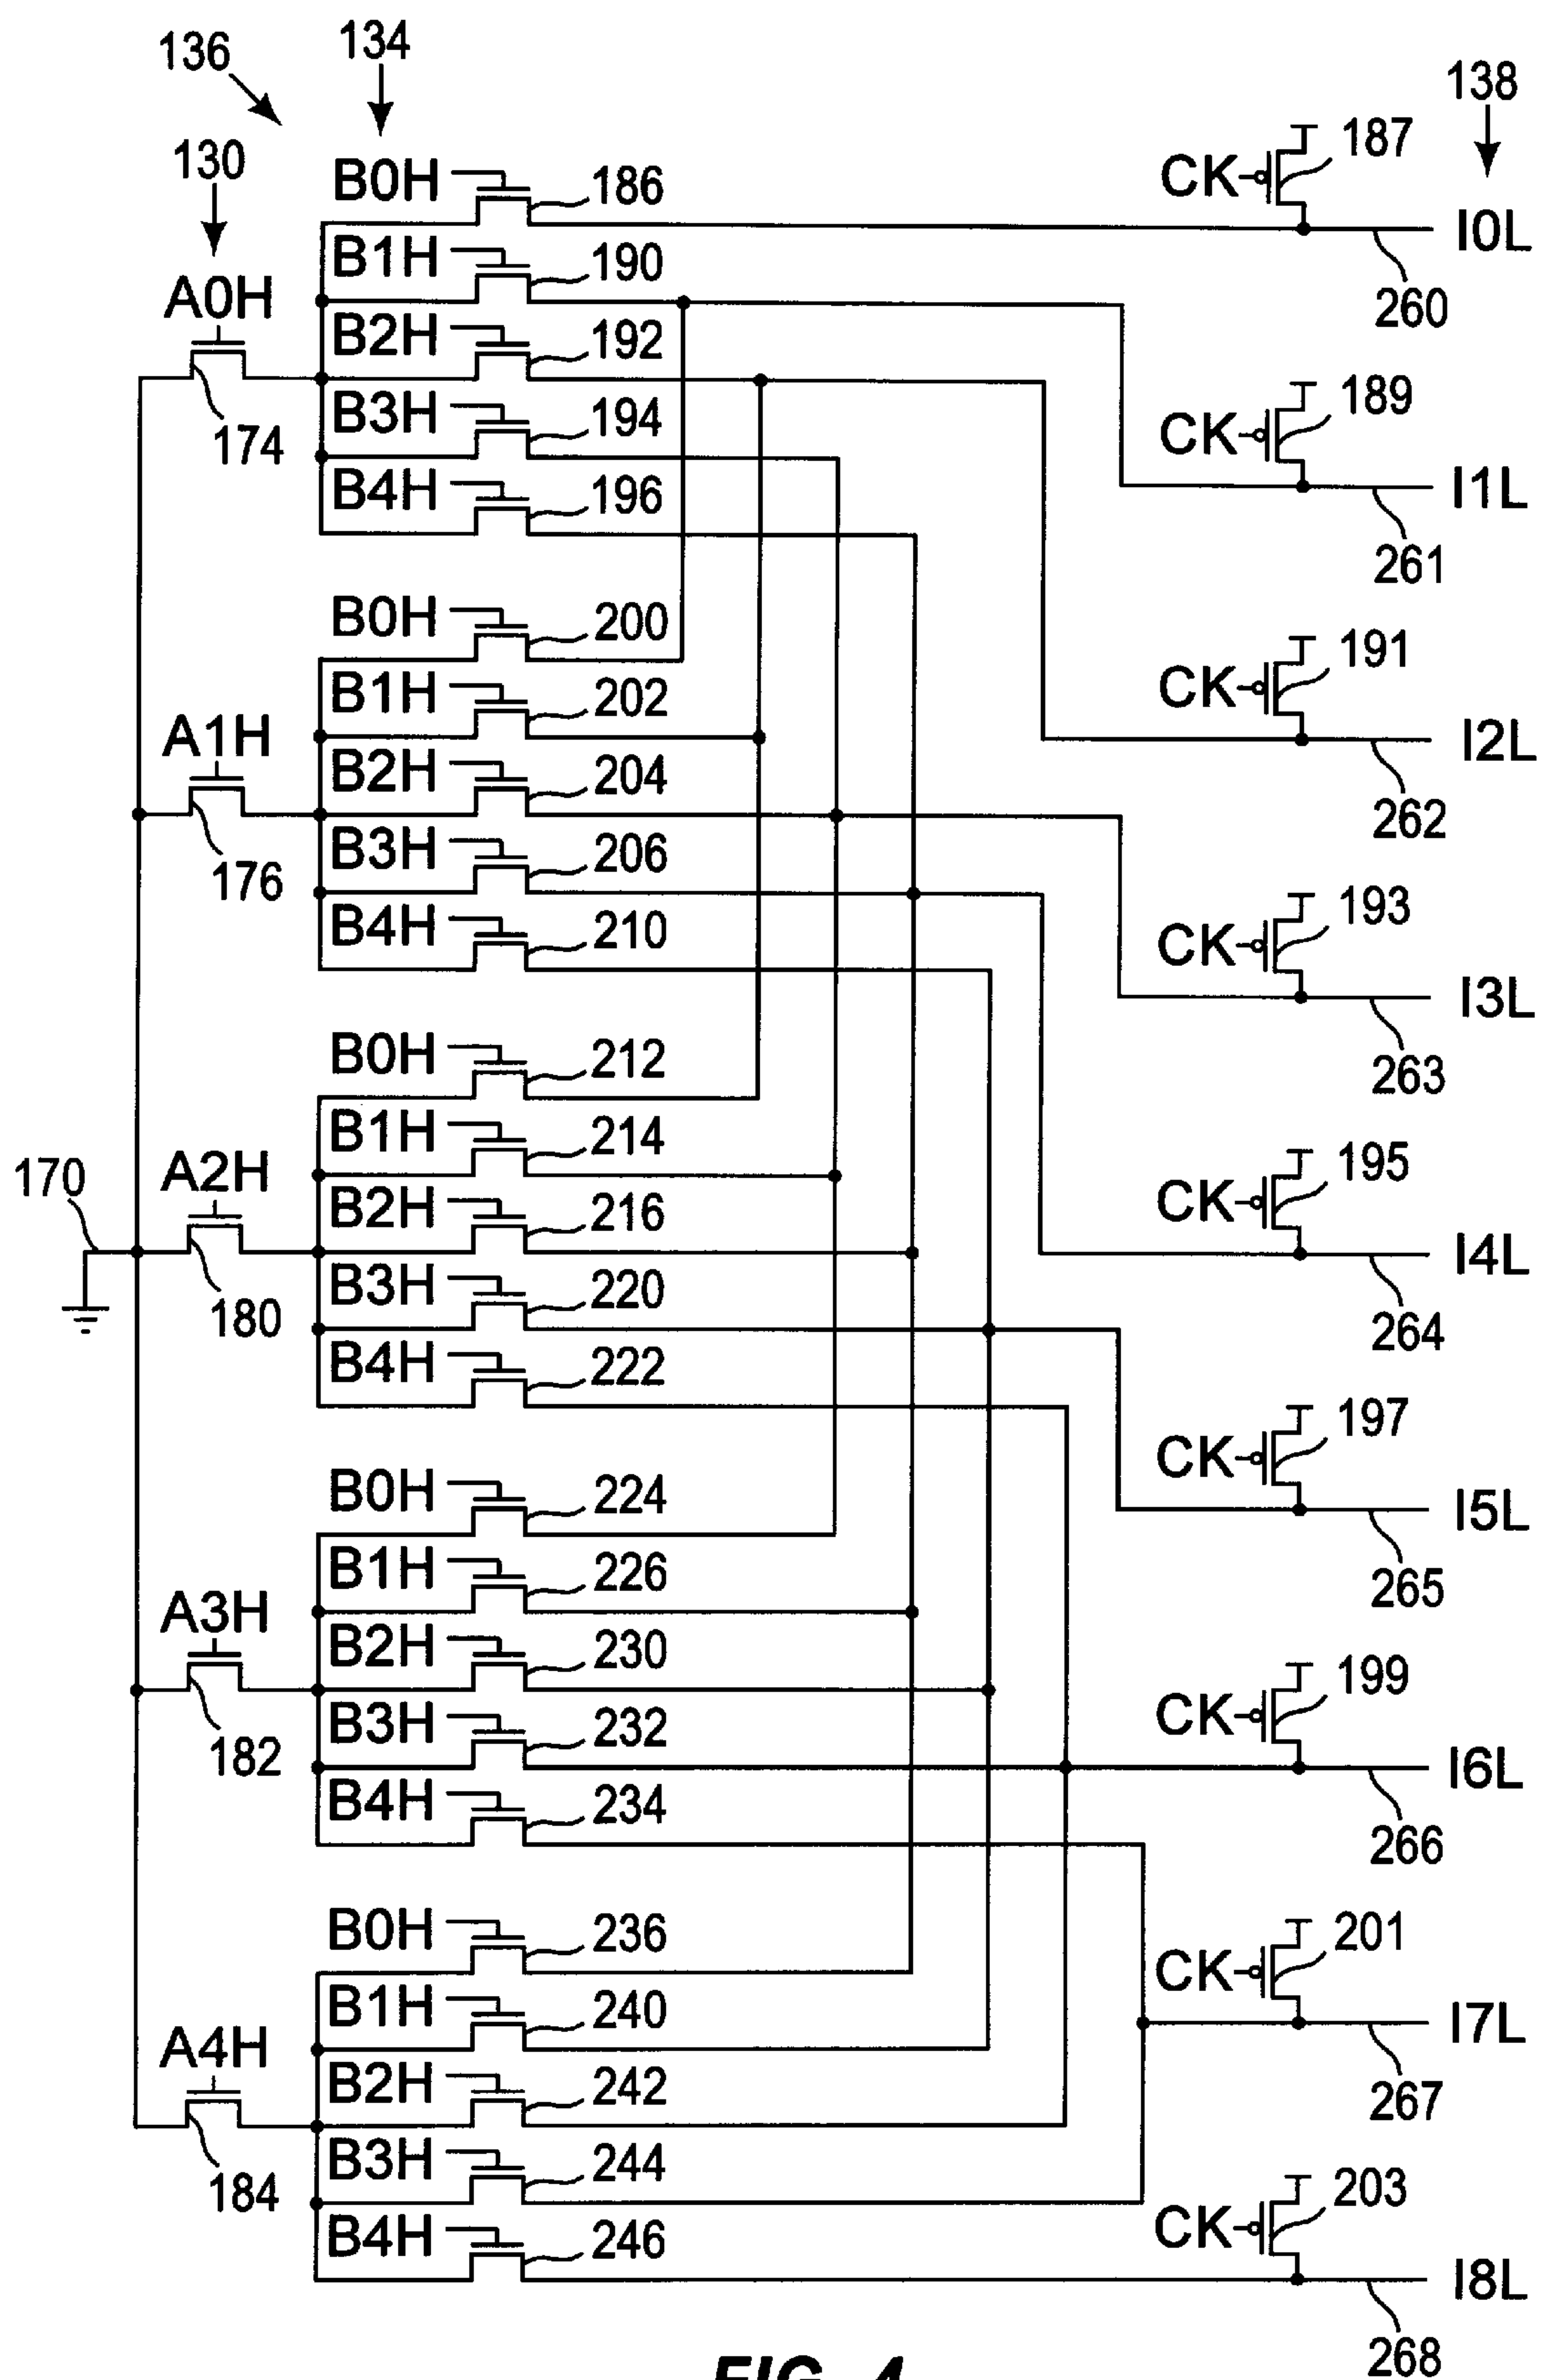 136
134
138
130
187
CK
B0H
186
I0L
B1H
190
260
A0H
B2H
192
189
B3H
194
CK
174
B4H
196
I1L
261
B0H
200
191
B1H
202
CK
A1H
I2L
B2H
204
262
B3H
206
176
193
B4H
210
CK
I3L
B0H
212
263
B1H
214
195
170
A2H
CK
B2H
216
I4L
B3H
220
180
264
B4H
222
197
CK
B0H
224
I5L
B1H
226
265
A3H
B2H
230
199
CK
B3H
232
182
I6L
B4H
234
266
B0H
236
201
CK
B1H
240
I7L
A4H
B2H
242
267
B3H
244
184
203
CK
B4H
246
I8L
268
FIG. 4